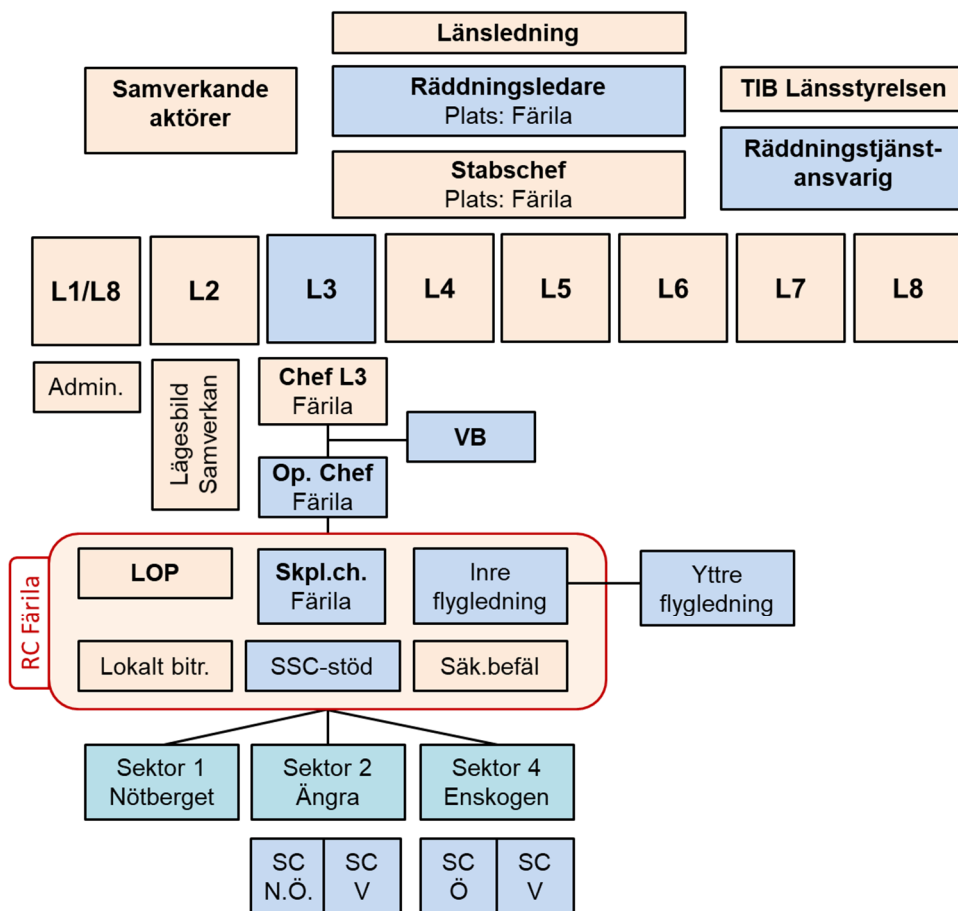 Länsledning
Samverkande
aktörer
Räddningsledare
Plats: Färila
TIB Länsstyrelsen
Räddningstjänst-
ansvarig
Stabschef
Plats: Färila
L1/L8
L2
L3
L4
L5
L6
L7
L8
Admin.
Lägesbild
Samverkan
Chef L3
Färila
VB
Op. Chef
Färila
RC Färila
LOP
Skpl.ch.
Färila
Inre
flygledning
Yttre
flygledning
Lokalt bitr.
SSC-stöd
Säk.befäl
Sektor 1
Nötberget
Sektor 2
Ängra
Sektor 4
Enskogen
SC
N.Ö.
SC
V
SC
Ö
SC
V